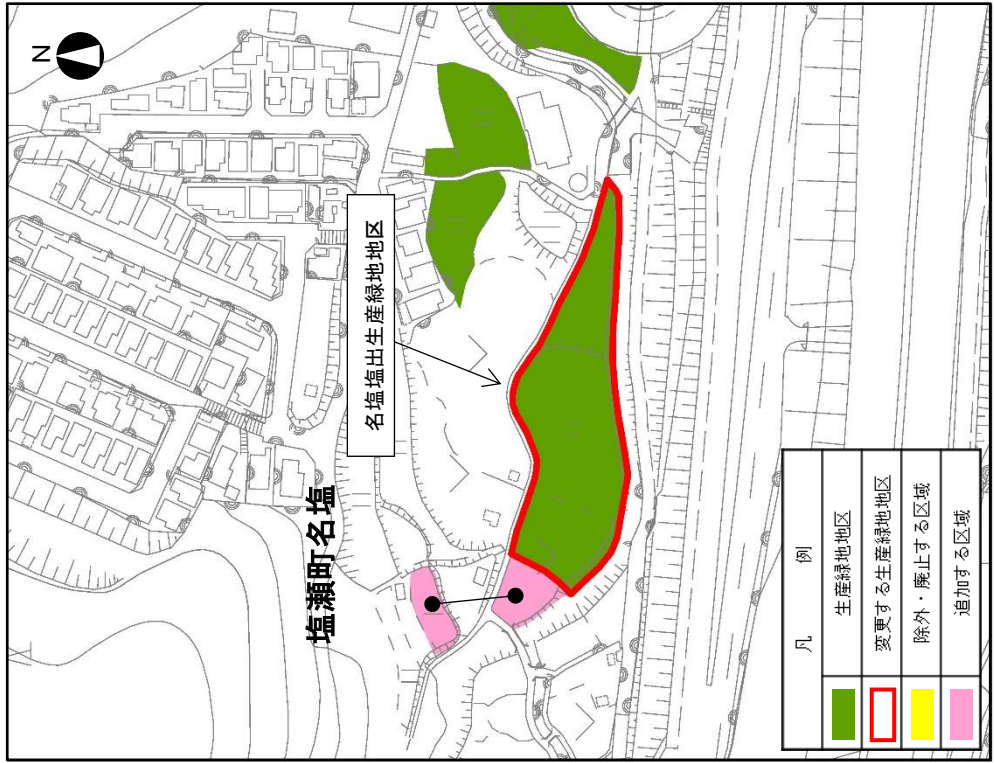 N
名塩塩出生産緑地地区
塩瀬町名塩
凡 例
生産緑地地区
変更する生産緑地地区
除外・廃止する区域
追加する区域